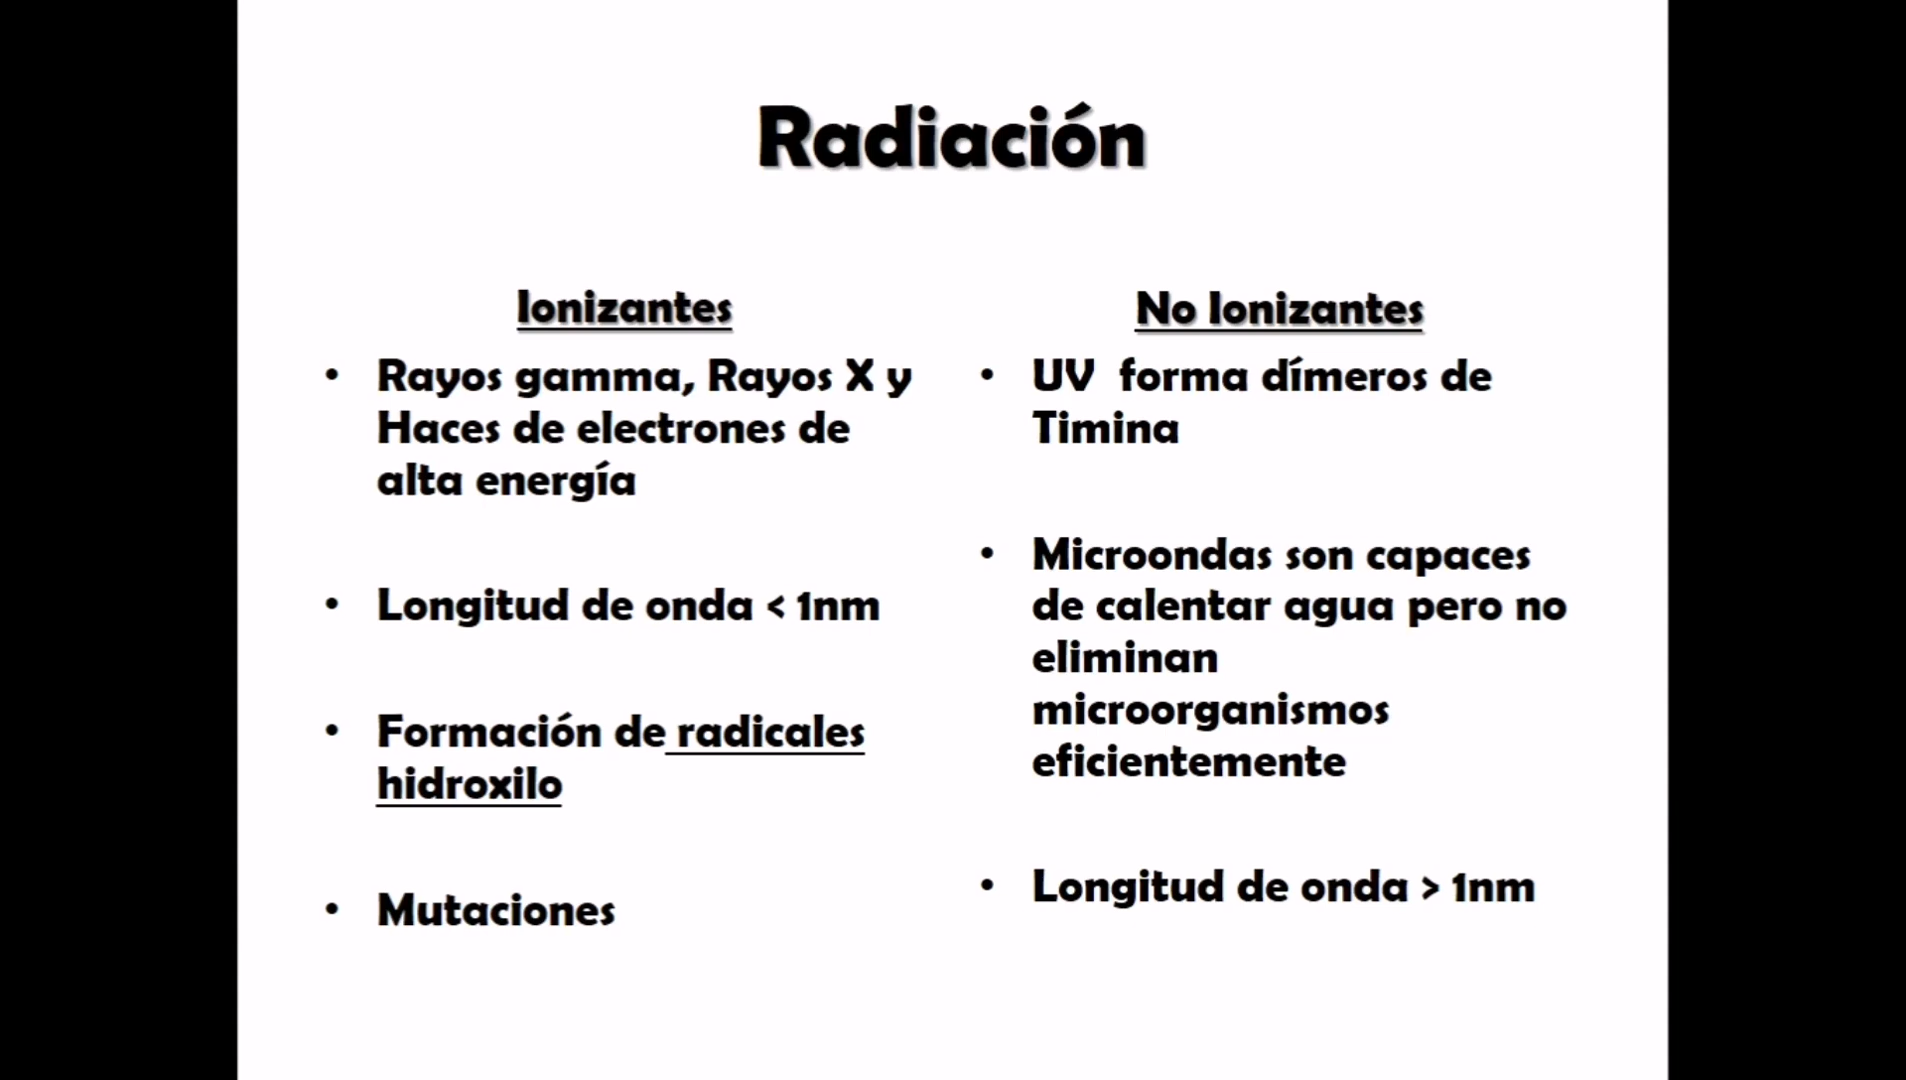 Radiación
Ionizantes
• Rayos gamma, Rayos X y
Haces de electrones de
alta energía
• Longitud de onda < 1nm
• Formación de radicales
hidroxilo
• Mutaciones
No Ionizantes
• UV forma dímeros de
Timina
• Microondas son capaces
de calentar agua pero no
eliminan
microorganismos
eficientemente
• Longitud de onda > 1nm